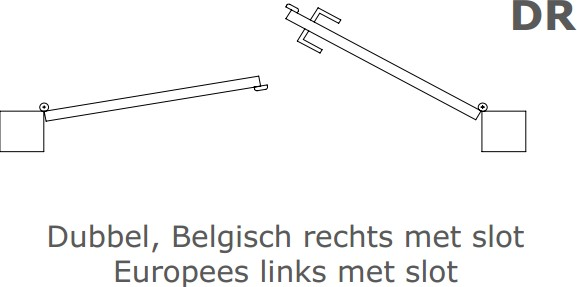 DR
Dubbel, Belgisch rechts met slot
Europees links met slot